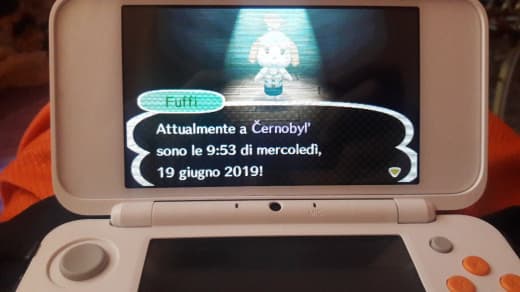 Fuffi
Attualmente a Černobyl'
sono le 9:53 di mercoledì,
19 giugno 2019!